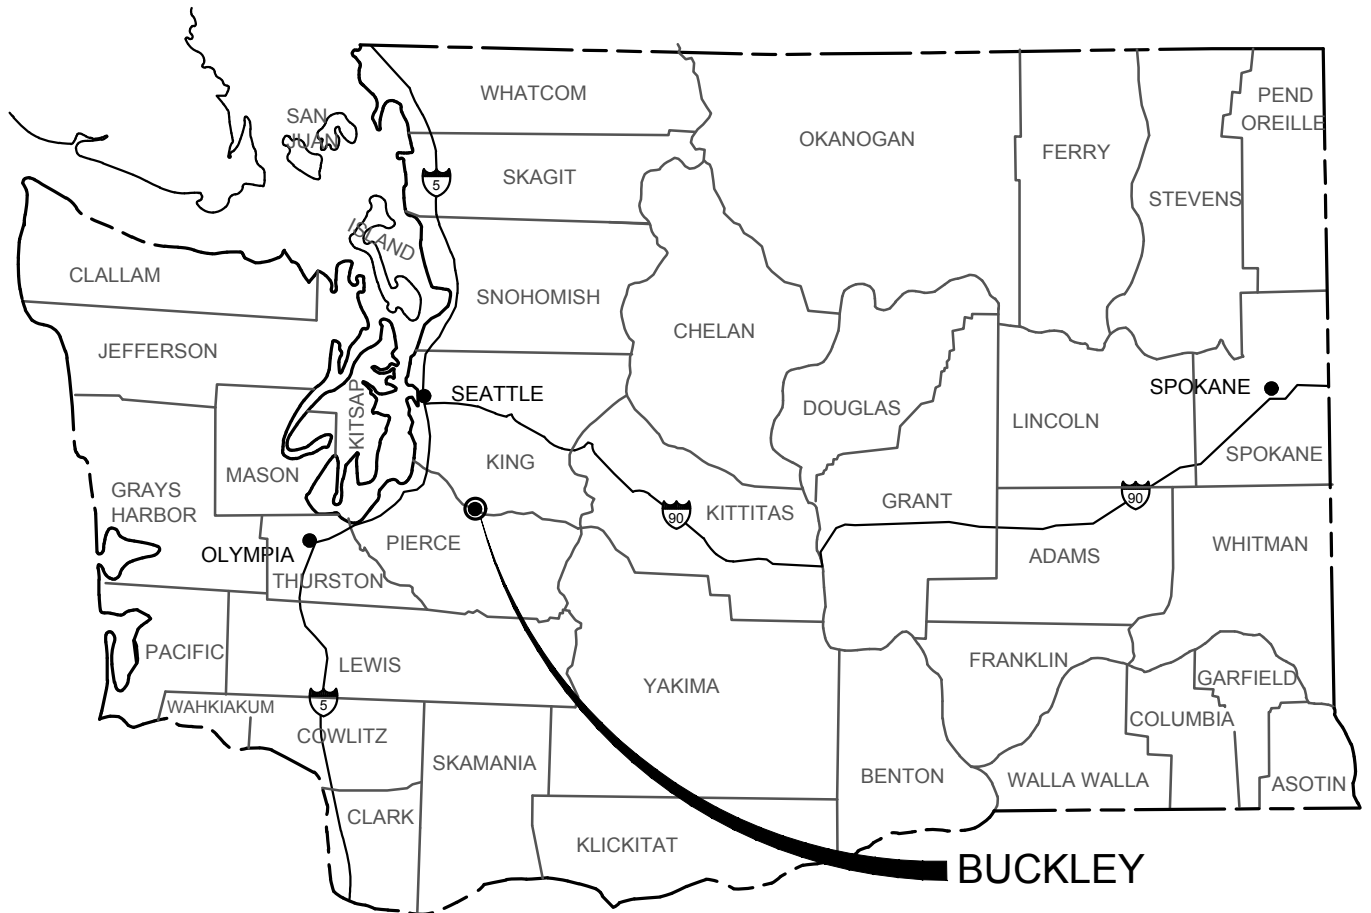 WHATCOM
SAN
JUAN
PEND
OREILLE
OKANOGAN
FERRY
SKAGIT
5
STEVENS
ISLAND
CLALLAM
SNOHOMISH
CHELAN
JEFFERSON
SEATTLE
SPOKANE
KITSAP
DOUGLAS
LINCOLN
KING
SPOKANE
MASON
GRAYS
HARBOR
GRANT
90
90
KITTITAS
PIERCE
WHITMAN
OLYMPIA
ADAMS
THURSTON
PACIFIC
LEWIS
FRANKLIN
GARFIELD
YAKIMA
5
WAHKIAKUM
COLUMBIA
COWLITZ
SKAMANIA
BENTON
WALLA WALLA
ASOTIN
CLARK
KLICKITAT
BUCKLEY